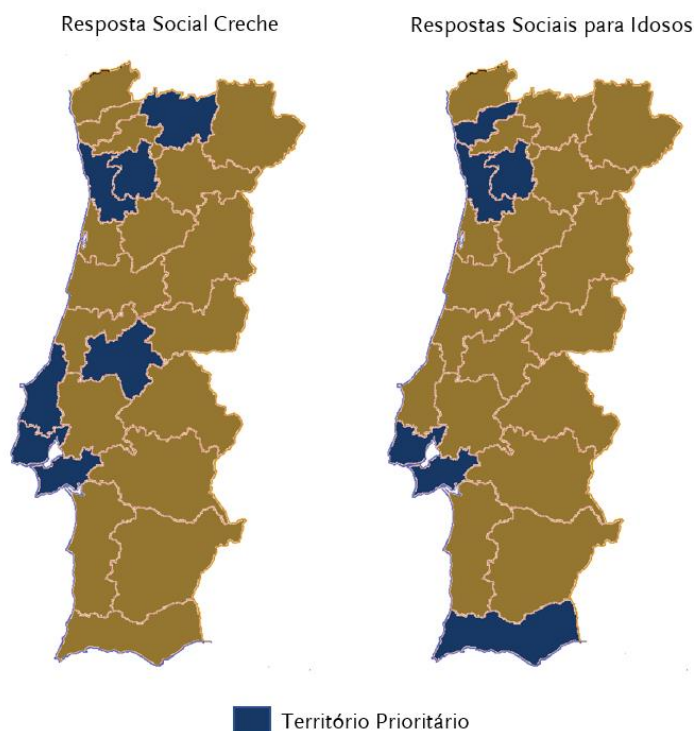 Resposta Social Creche
Respostas Sociais para Idosos
Território Prioritário